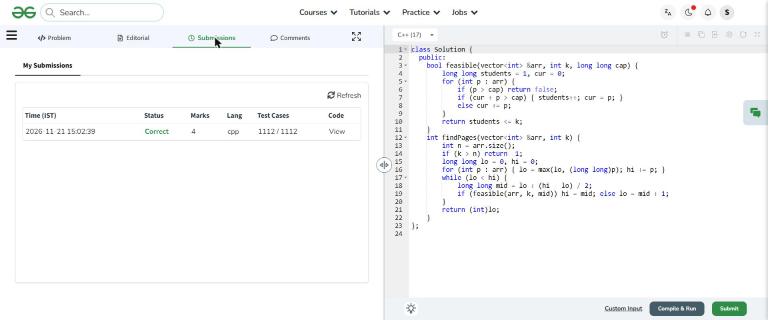 Search...
Courses Tutorials Practice Jobs
S
</> Problem Editorial Submissions Comments
My Submissions
Refresh
Time (IST) Status Marks Lang Test Cases Code
2026-11-21 15:02:39 Correct 4 cpp 1112 / 1112 View
C++ (17)
1 class Solution {
2 public:
3 bool feasible(vector<int> &arr, int k, long long cap) {
4 long long students = 1, cur = 0;
5 for (int p : arr) {
6 if (p > cap) return false;
7 if (cur + p > cap) { students++; cur = p; }
8 else cur += p;
9 }
10 return students <= k;
11 }
12 int findPages(vector<int> &arr, int k) {
13 int n = arr.size();
14 if (k > n) return 1;
15 long long lo = 0, hi = 0;
16 for (int p : arr) { lo = max(lo, (long long)p); hi += p; }
17 while (lo < hi) {
18 long long mid = lo + (hi lo) / 2;
19 if (feasible(arr, k, mid)) hi = mid; else lo = mid + 1;
20 }
21 return (int)lo;
22 }
23 };
24
Custom Input Compile & Run Submit